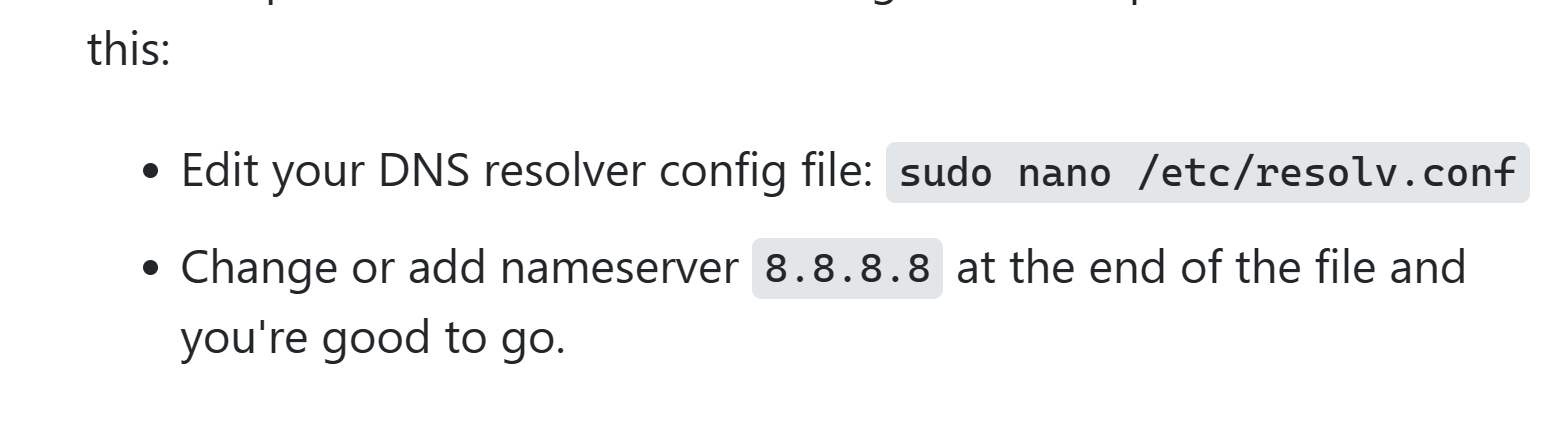 this:
• Edit your DNS resolver config file: sudo nano /etc/resolv.conf
• Change or add nameserver 8.8.8.8 at the end of the file and
you're good to go.